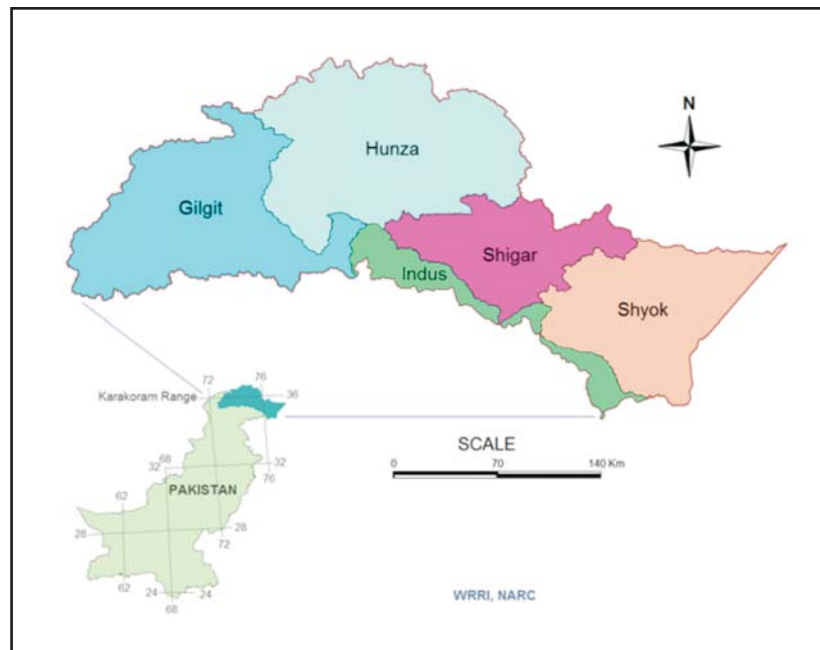 N
Hunza
Gilgit
Shigar
Indus
Shyok
72
76
Karakoram Range
36
SCALE
0
70
140 Km
68
32
32
76
PAKISTAN
62
28
28
72
62
24
24
68
WRRI, NARC